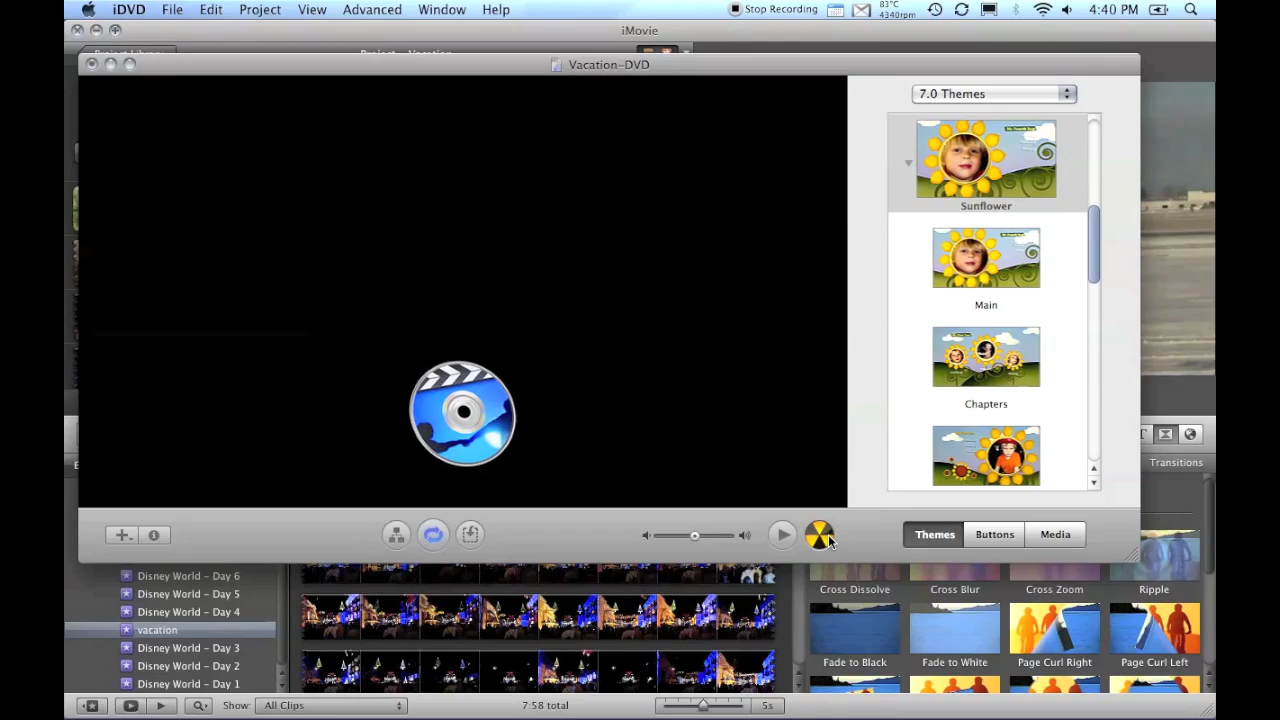 iDVD File Edit Project View Advanced Window Help Stop Recording 83°C 4340rpm 4:40 PM
iMovie
Vacation-DVD
7.0 Themes
Sunflower
Main
Chapters
Themes Buttons Media
Transitions
Disney World - Day 6
Disney World - Day 5
Disney World - Day 4
vacation
Disney World - Day 3
Disney World - Day 2
Disney World - Day 1
Cross Dissolve Cross Blur Cross Zoom Ripple
Fade to Black Fade to White Page Curl Right Page Curl Left
Show: All Clips 7:58 total 5s